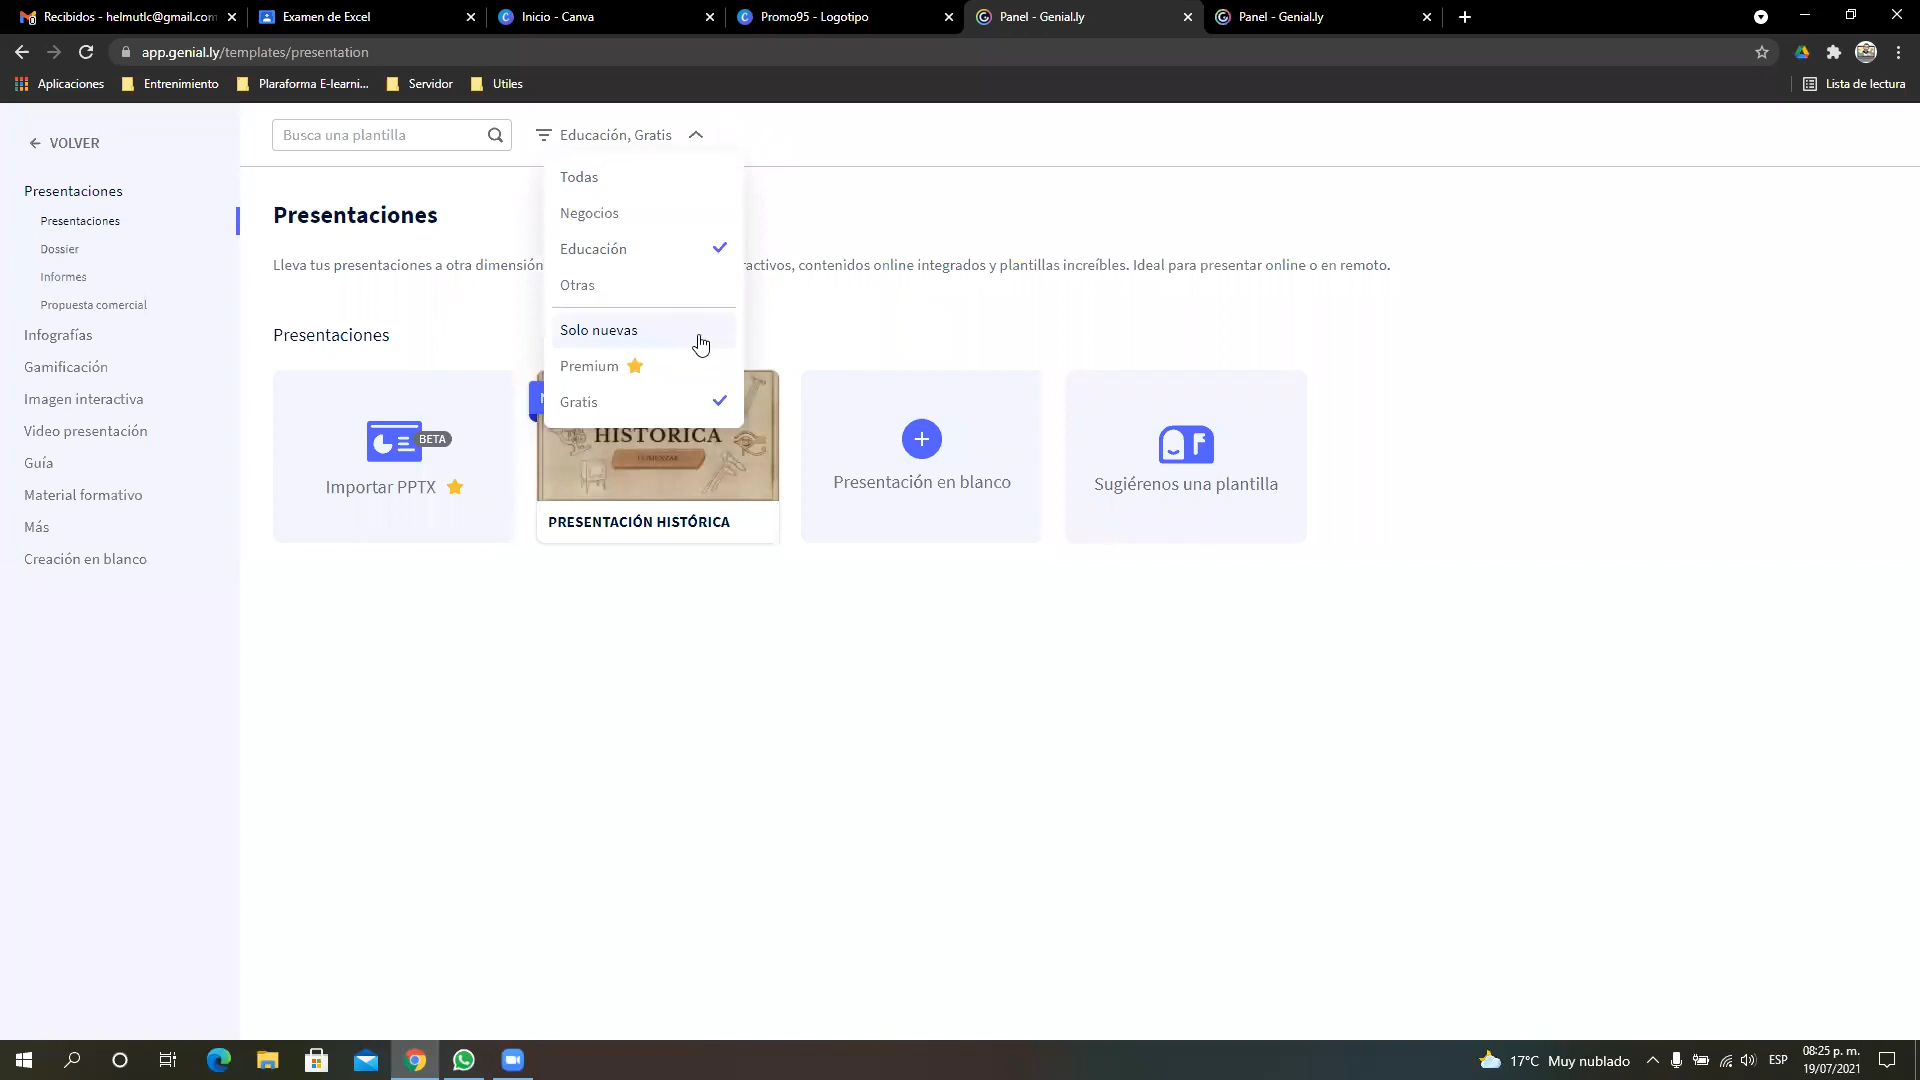 Recibidos - helmutlc@gmail.com
Examen de Excel
Inicio - Canva
Promo95 - Logotipo
Panel - Genial.ly
Panel - Genial.ly
app.genial.ly/templates/presentation
Aplicaciones
Entrenimiento
Plaraforma E-learni...
Servidor
Utiles
Lista de lectura
VOLVER
Presentaciones
Presentaciones
Dossier
Informes
Propuesta comercial
Infografías
Gamificación
Imagen interactiva
Video presentación
Guía
Material formativo
Más
Creación en blanco
Busca una plantilla
Educación, Gratis
Todas
Negocios
Educación
Otras
Solo nuevas
Premium
Gratis
Presentaciones
Lleva tus presentaciones a otra dimensión
ractivos, contenidos online integrados y plantillas increíbles. Ideal para presentar online o en remoto.
Presentaciones
BETA
Importar PPTX
HISTÓRICA
COMENZAR
PRESENTACIÓN HISTÓRICA
Presentación en blanco
Sugiérenos una plantilla
17°C Muy nublado
ESP
08:25 p. m.
19/07/2021